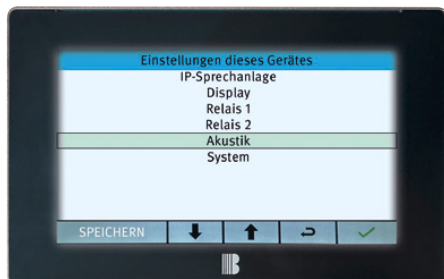 Einstellungen dieses Gerätes
IP-Sprechanlage
Display
Relais 1
Relais 2
Akustik
System
SPEICHERN
B